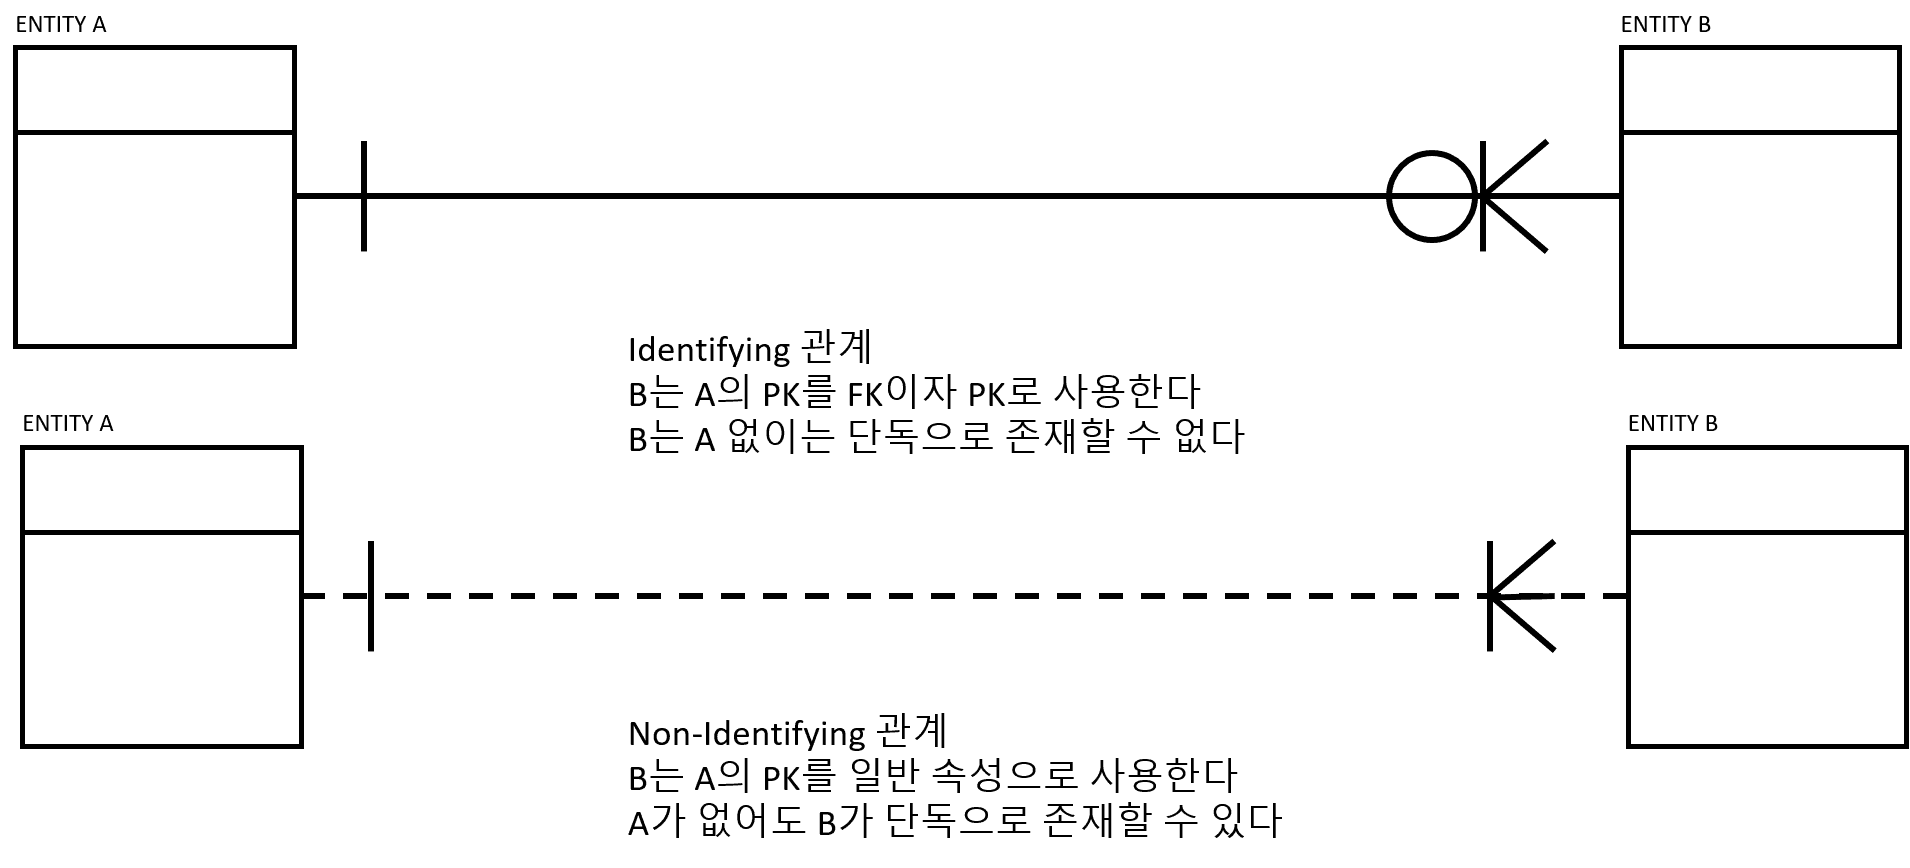 ENTITY A
ENTITY B
Identifying 관계
B는 A의 PK를 FK이자 PK로 사용한다
B는 A 없이는 단독으로 존재할 수 없다
ENTITY A
ENTITY B
Non-Identifying 관계
B는 A의 PK를 일반 속성으로 사용한다
A가 없어도 B가 단독으로 존재할 수 있다